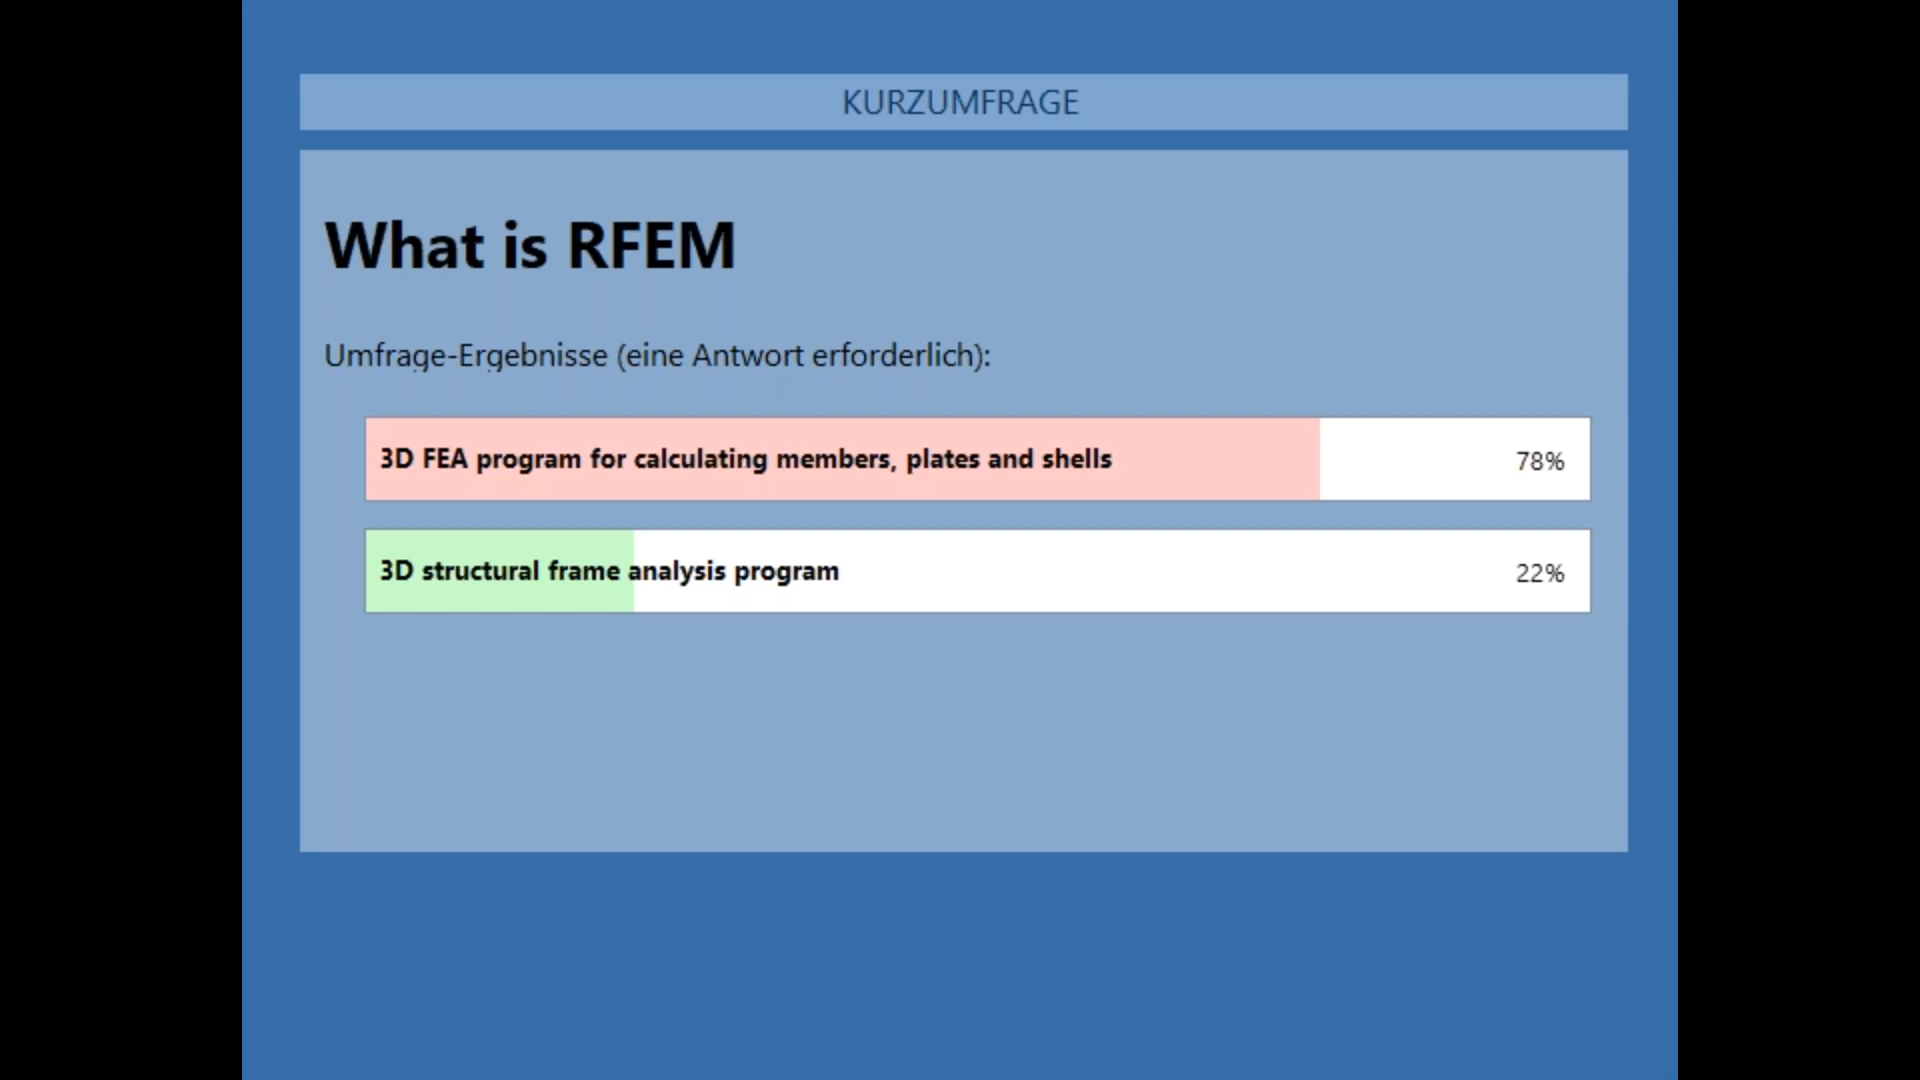 KURZUMFRAGE
What is RFEM
Umfrage-Ergebnisse (eine Antwort erforderlich):
3D FEA program for calculating members, plates and shells 78%
3D structural frame analysis program 22%